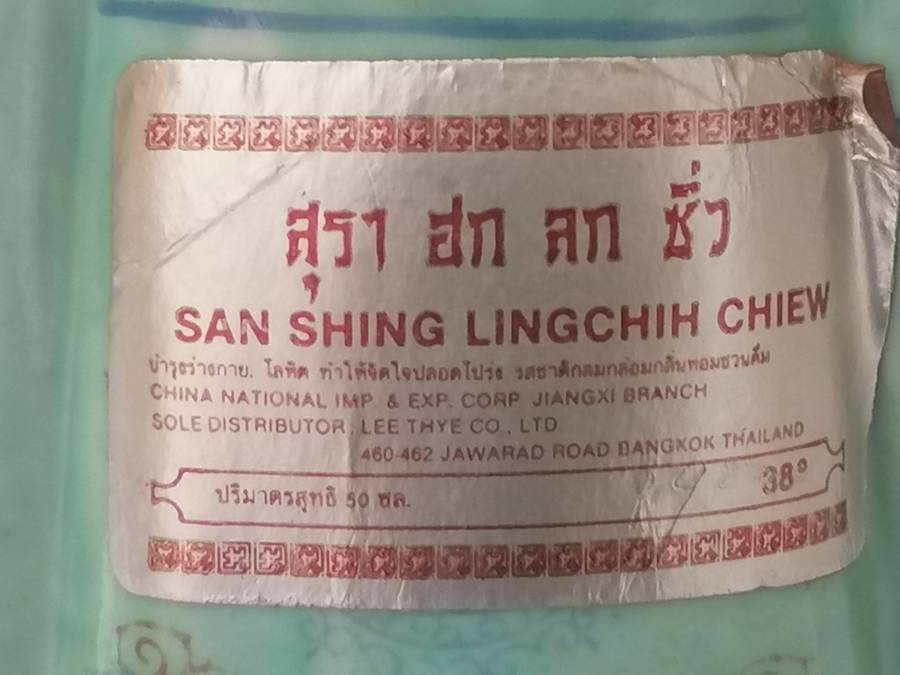 สุรา ฮก ลก ซิ่ว
SAN SHING LINGCHIH CHIEW
บำรุงร่างกาย. โลหิต ทำให้จิตใจปลอดโปร่ง รสชาติกลมกล่อมกลิ่นหอมชวนดื่ม
CHINA NATIONAL IMP. & EXP. CORP. JIANGXI BRANCH
SOLE DISTRIBUTOR. LEE THYE CO., LTD.
460-462 JAWARAD ROAD BANGKOK THAILAND
ปริมาตรสุทธิ 50 ซล. 38°